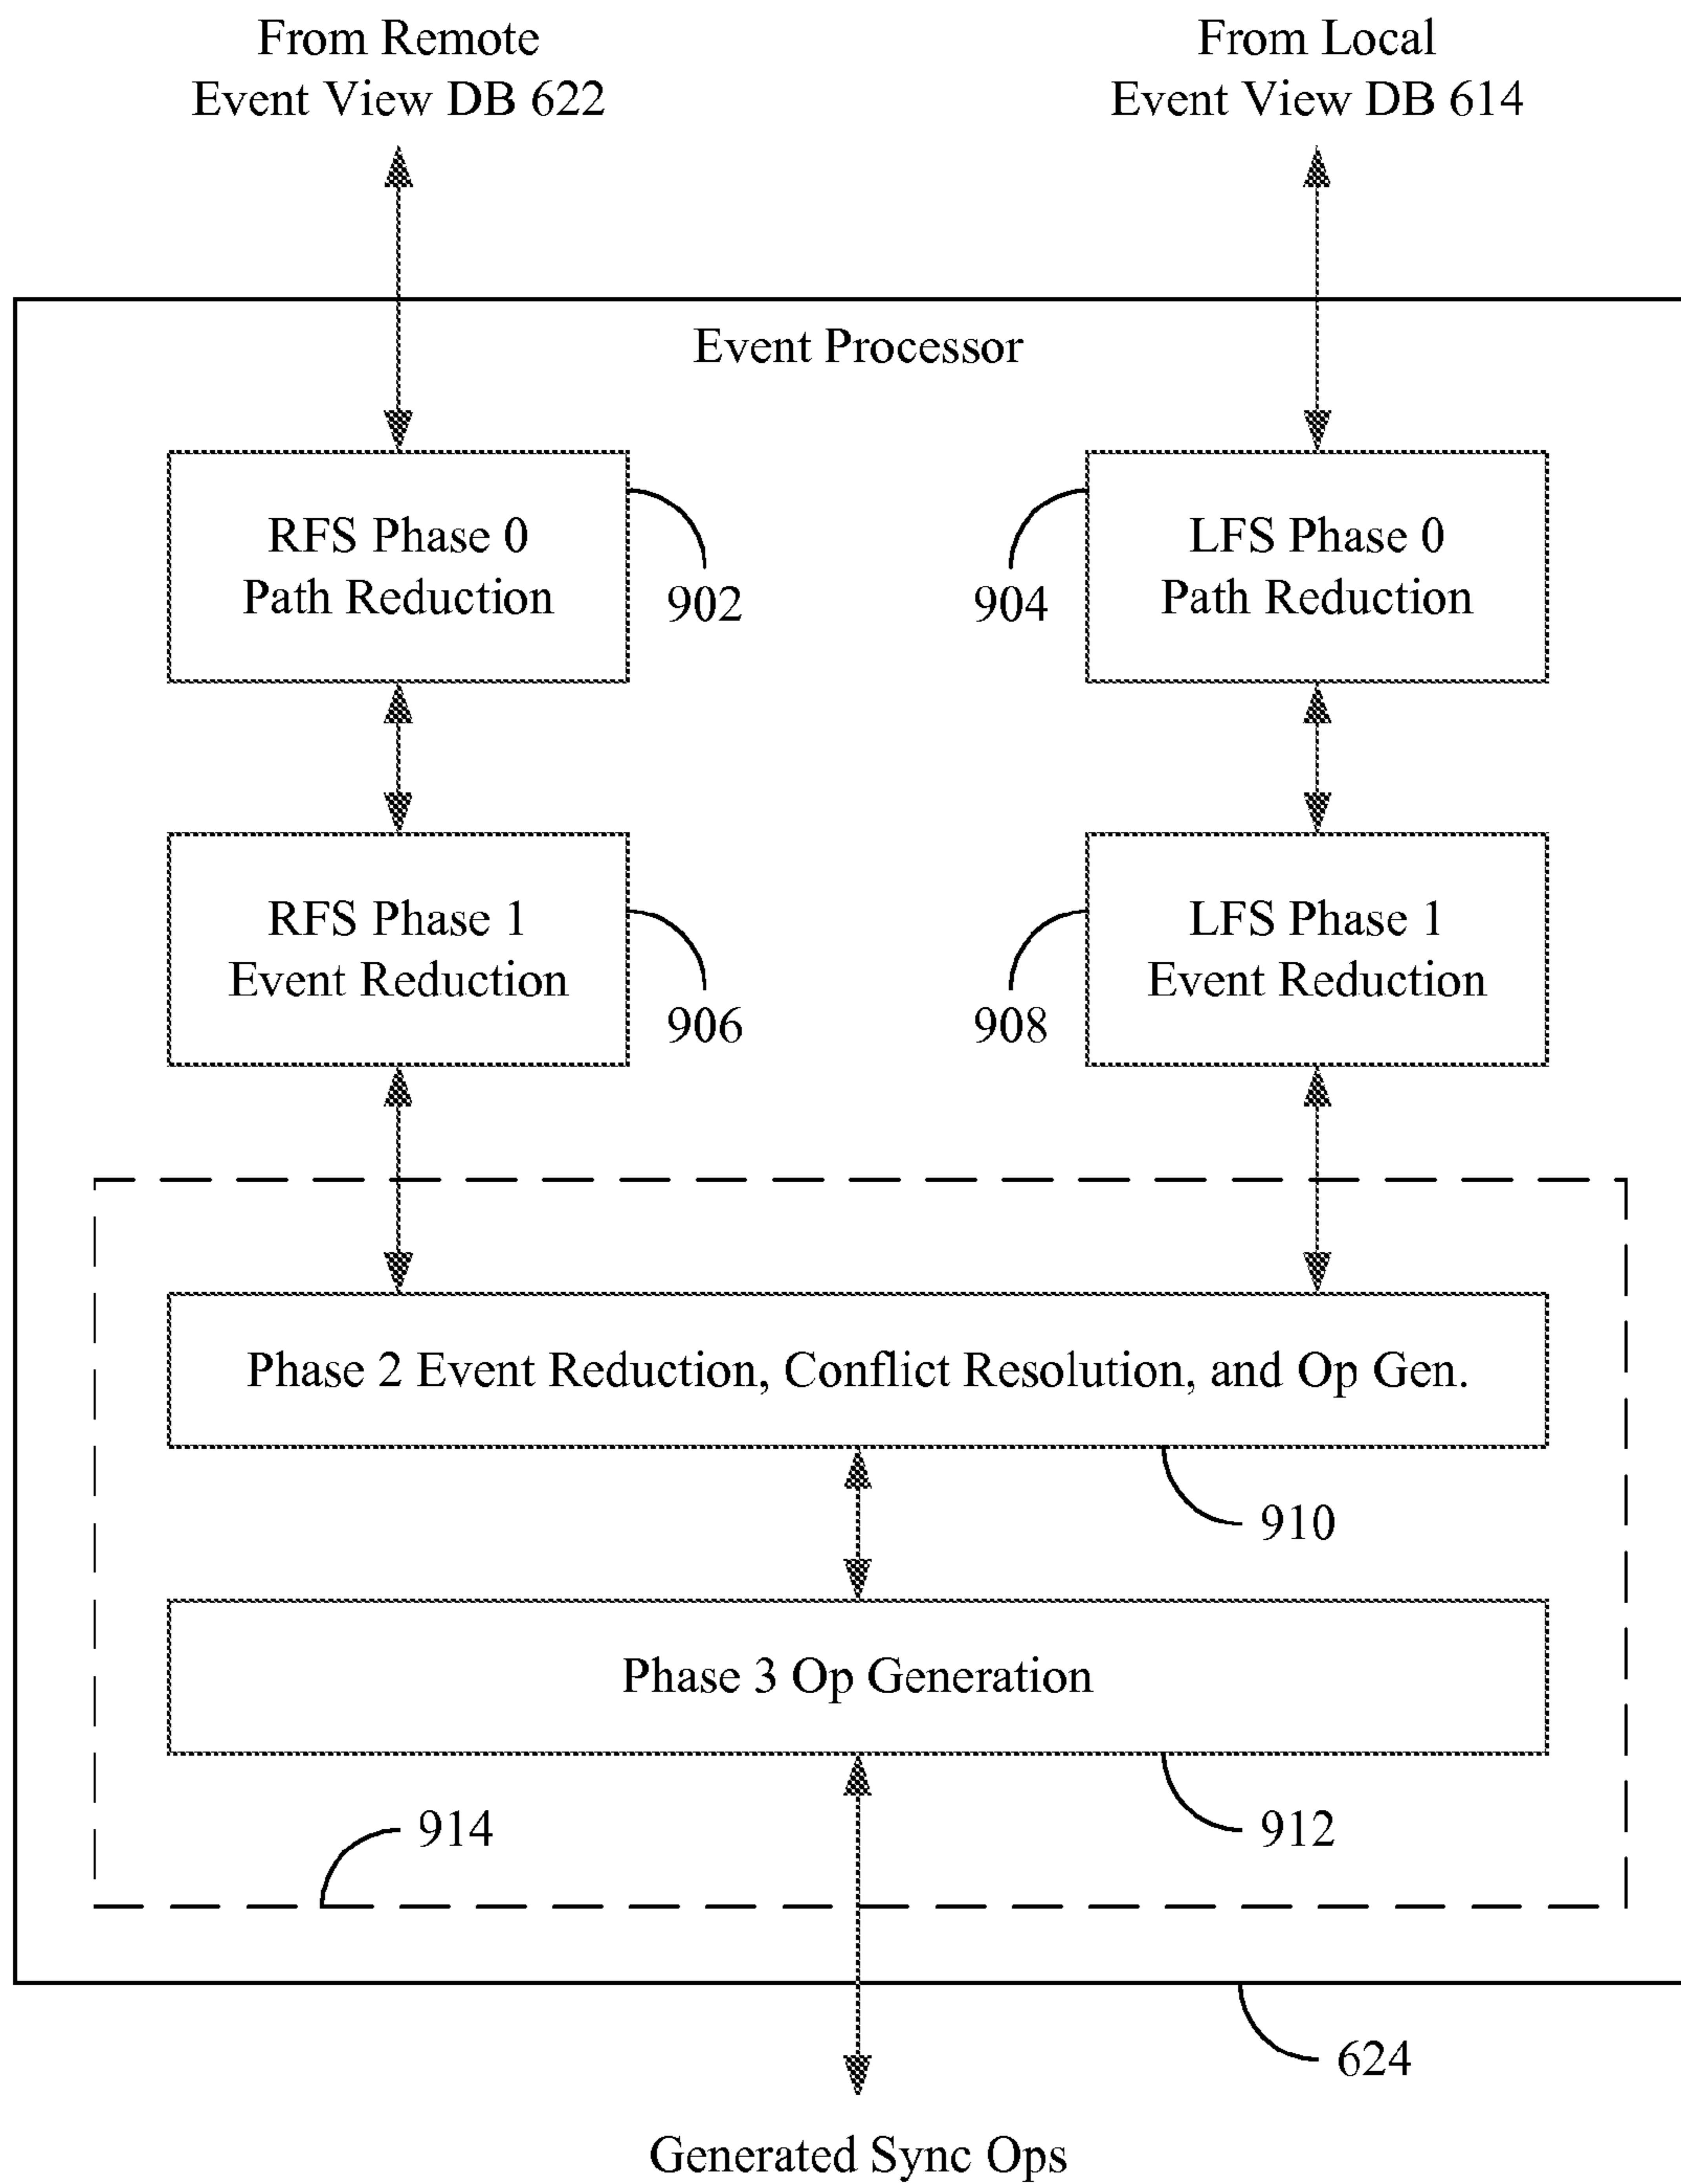 From Remote
Event View DB 622
From Local
Event View DB 614
Event Processor
RFS Phase 0
Path Reduction
902
904
LFS Phase 0
Path Reduction
RFS Phase 1
Event Reduction
906
908
LFS Phase 1
Event Reduction
Phase 2 Event Reduction, Conflict Resolution, and Op Gen.
910
Phase 3 Op Generation
914
912
624
Generated Sync Ops